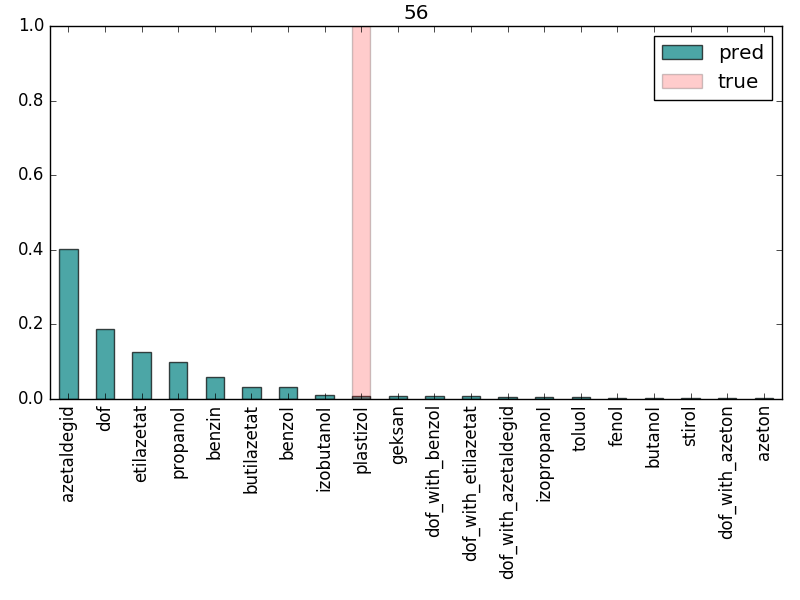 56
1.0
0.8
0.6
0.4
0.2
0.0
pred
true
azetaldegid
dof
etilazetat
propanol
benzin
butilazetat
benzol
izobutanol
plastizol
geksan
dof_with_benzol
dof_with_etilazetat
dof_with_azetaldegid
izopropanol
toluol
fenol
butanol
stirol
dof_with_azeton
azeton